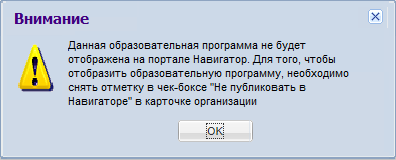 Внимание
Данная образовательная программа не будет
отображена на портале Навигатор. Для того, чтобы
отобразить образовательную программу, необходимо
снять отметку в чек-боксе "Не публиковать в
Навигаторе" в карточке организации
OK